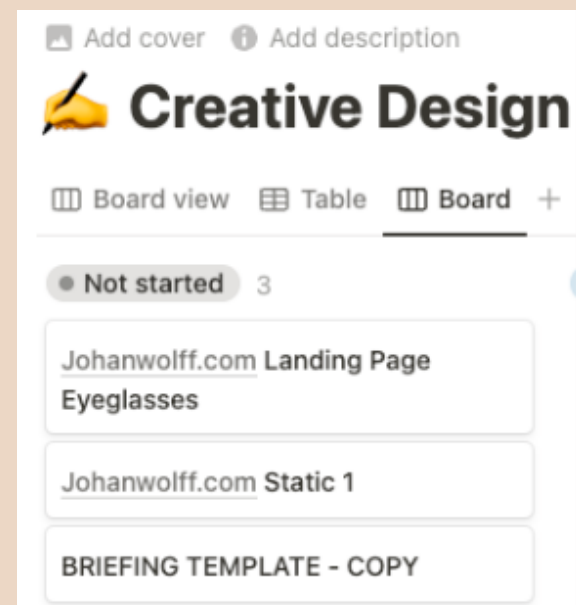 Add cover Add description
Creative Design
Board view Table Board +
Not started 3
Johanwolff.com Landing Page
Eyeglasses
Johanwolff.com Static 1
BRIEFING TEMPLATE - COPY